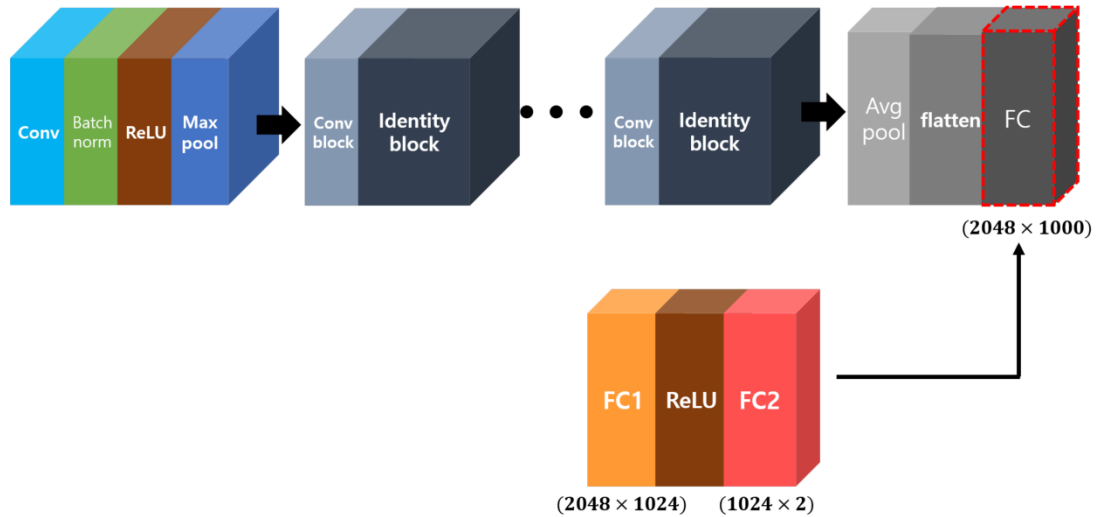 Conv
Batch
norm
ReLU
Max
pool
Conv
block
Identity
block
Conv
block
Identity
block
Avg
pool
flatten
FC
(2048 × 1000)
FC1
ReLU
FC2
(2048 × 1024)
(1024 × 2)